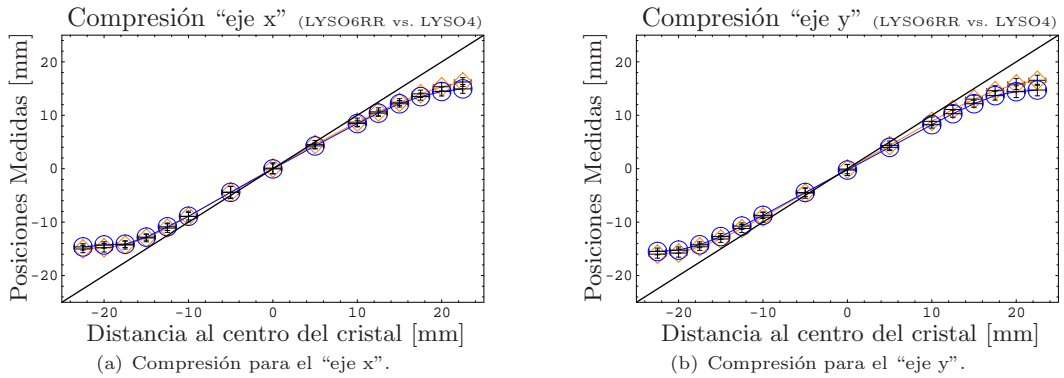 Compresión “eje x” (LYSO6RR vs. LYSO4)
Posiciones Medidas [mm]
20
10
0
-10
-20
-20 -10 0 10 20
Distancia al centro del cristal [mm]
(a) Compresión para el “eje x”.
Compresión “eje y” (LYSO6RR vs. LYSO4)
Posiciones Medidas [mm]
20
10
0
-10
-20
-20 -10 0 10 20
Distancia al centro del cristal [mm]
(b) Compresión para el “eje y”.